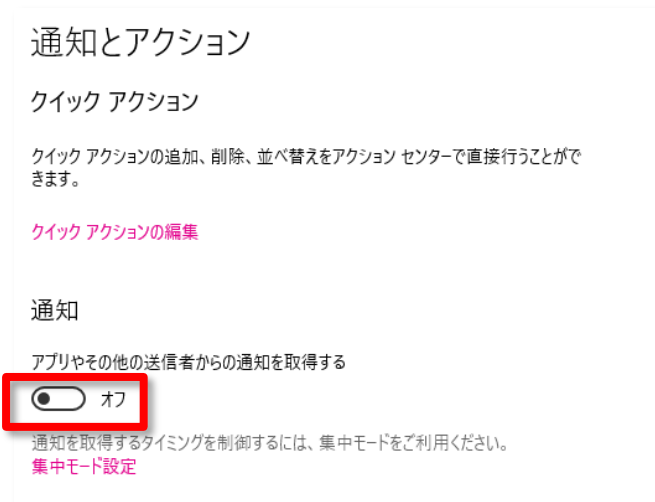 通知とアクション
クイック アクション
クイック アクションの追加、削除、並べ替えをアクション センターで直接行うことがで
きます。
クイック アクションの編集
通知
アプリやその他の送信者からの通知を取得する
オフ
通知を取得するタイミングを制御するには、集中モードをご利用ください。
集中モード設定